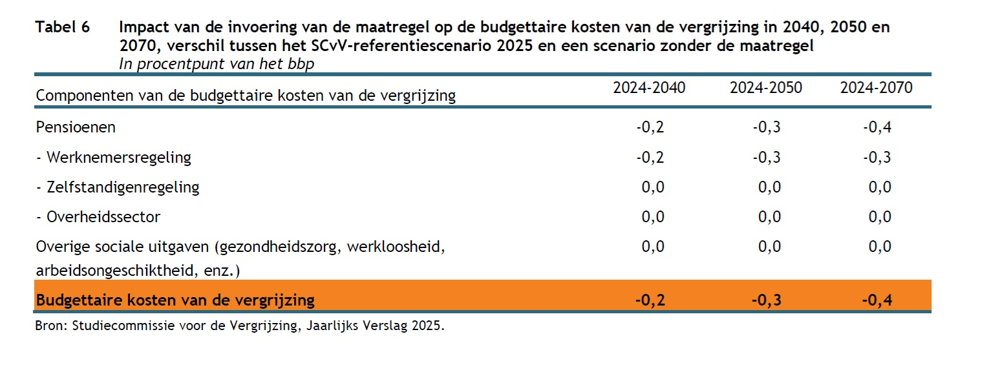 Tabel 6 Impact van de invoering van de maatregel op de budgettaire kosten van de vergrijzing in 2040, 2050 en
2070, verschil tussen het SCvV-referentiescenario 2025 en een scenario zonder de maatregel
In procentpunt van het bbp
Componenten van de budgettaire kosten van de vergrijzing 2024-2040 2024-2050 2024-2070
Pensioenen -0,2 -0,3 -0,4
- Werknemersregeling -0,2 -0,3 -0,3
- Zelfstandigenregeling 0,0 0,0 0,0
- Overheidssector 0,0 0,0 0,0
Overige sociale uitgaven (gezondheidszorg, werkloosheid, 0,0 0,0 0,0
arbeidsongeschiktheid, enz.)
Budgettaire kosten van de vergrijzing -0,2 -0,3 -0,4
Bron: Studiecommissie voor de Vergrijzing, Jaarlijks Verslag 2025.